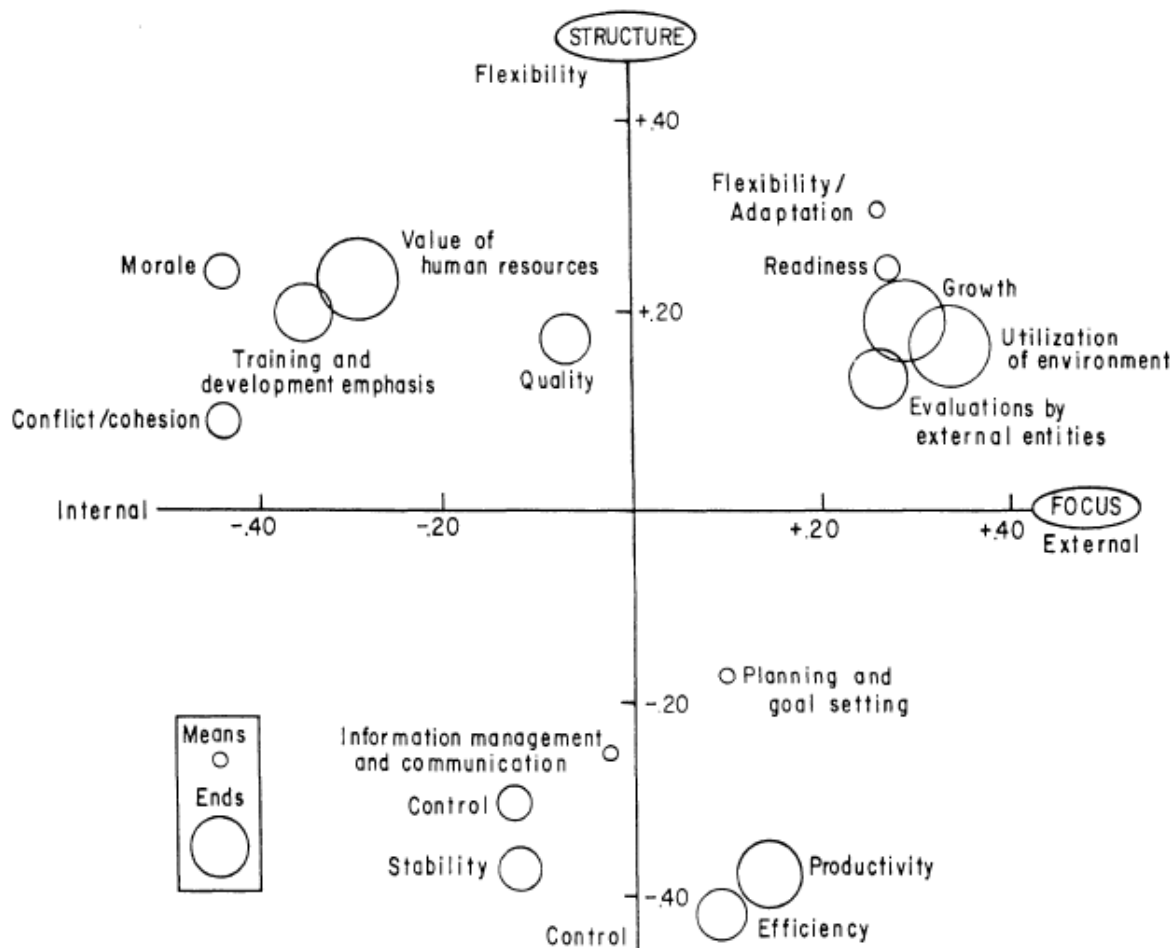 STRUCTURE
Flexibility
+.40
Flexibility/
Adaptation
Value of
human resources
Morale
Readiness
Growth
+.20
Utilization
of environment
Training and
development emphasis
Quality
Conflict/cohesion
Evaluations by
external entities
Internal
-.40
-.20
+.20
+.40
FOCUS
External
Planning and
goal setting
-.20
Means
Information management
and communication
Ends
Control
Stability
Productivity
-.40
Efficiency
Control